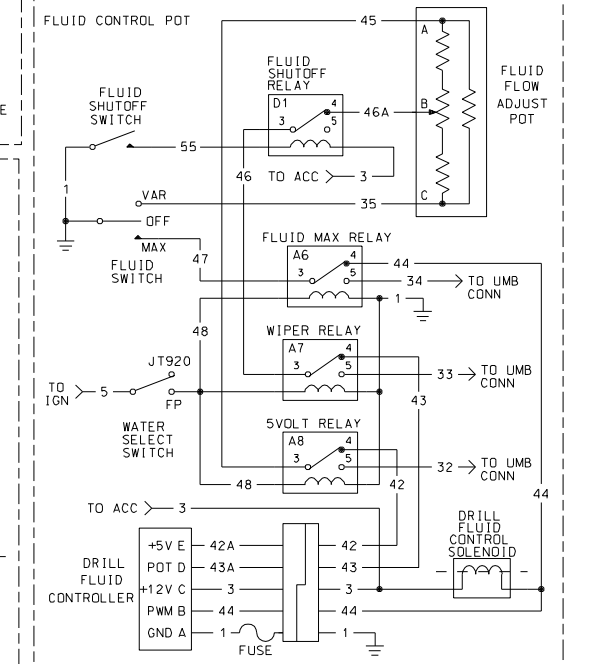 FLUID CONTROL POT
45
A
FLUID
SHUTOFF
RELAY
FLUID
FLOW
ADJUST
POT
FLUID
SHUTOFF
SWITCH
E
D1
4
3
5
46A
B
55
46
TO ACC
3
1
VAR
35
C
OFF
MAX
47
FLUID
SWITCH
FLUID MAX RELAY
A6
4
44
3
5
34
TO UMB
CONN
1
48
WIPER RELAY
A7
4
3
5
33
TO UMB
CONN
JT920
TO
IGN
5
FP
43
WATER
SELECT
SWITCH
5VOLT RELAY
A8
4
3
5
32
TO UMB
CONN
48
42
44
TO ACC
3
DRILL
FLUID
CONTROL
SOLENOID
DRILL
FLUID
CONTROLLER
+5V E
42A
42
POT D
43A
43
+12V C
3
3
PWM B
44
44
GND A
1
1
FUSE